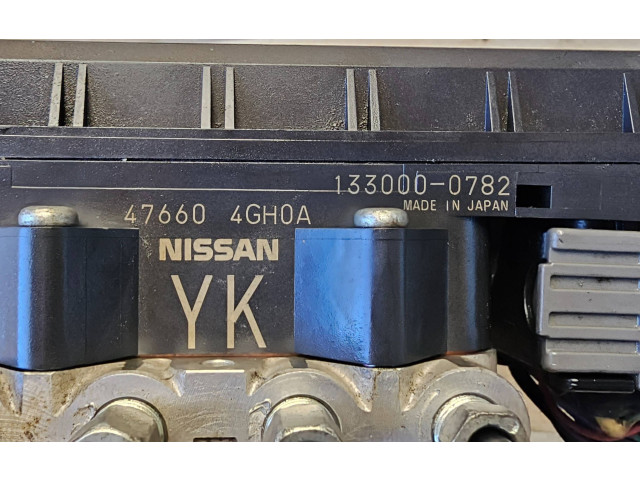 133000-0782
MADE IN JAPAN
47660 4GH0A
NISSAN
YK